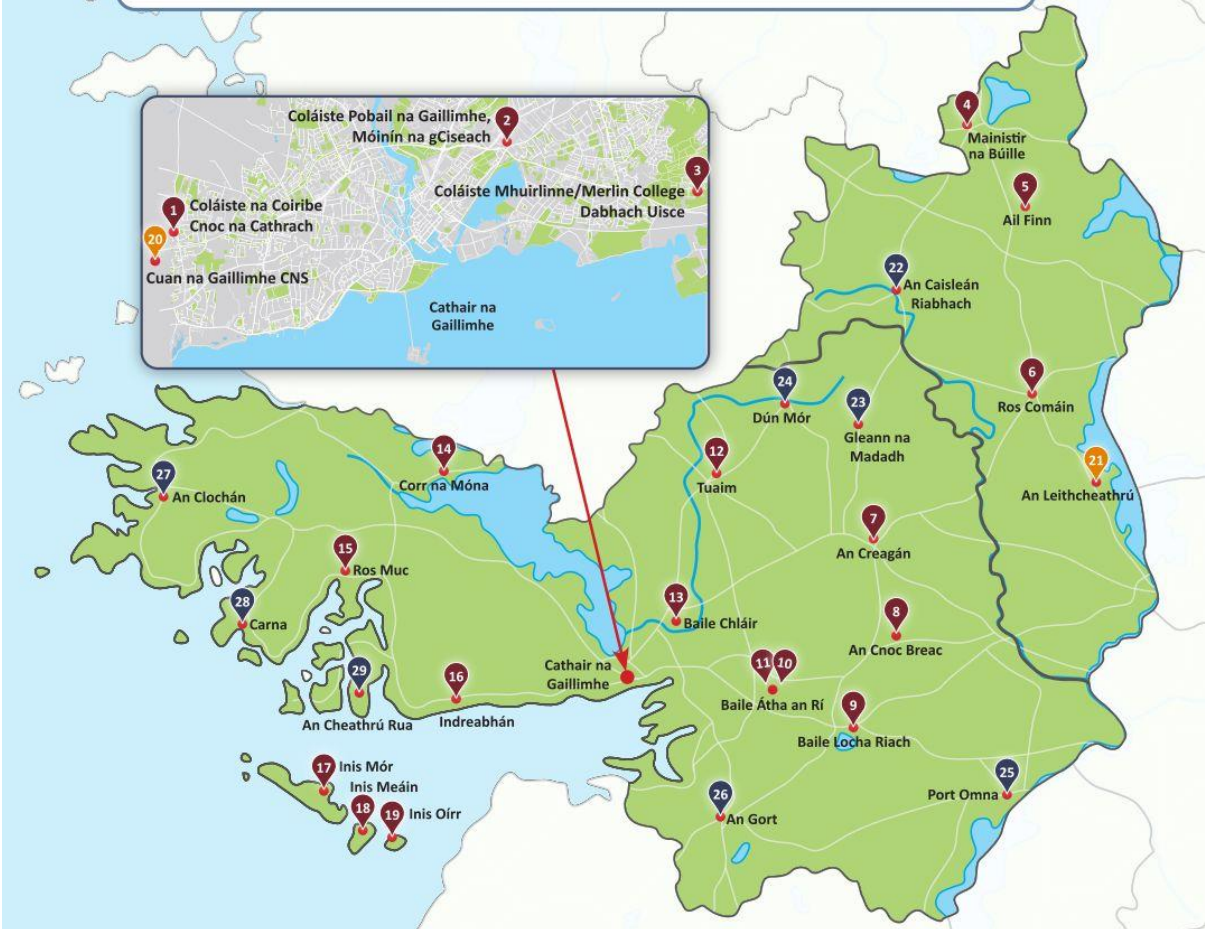 2
Coláiste Pobail na Gaillimhe,
Móinín na gCiseach
3
Coláiste Mhuirlinne/Merlin College
Dabhach Uisce
1
Coláiste na Coiribe
Cnoc na Cathrach
20
Cuan na Gaillimhe CNS
Cathair na
Gaillimhe
4
Mainistir
na Búille
5
Ail Finn
22
An Caisleán
Riabhach
6
Ros Comáin
24
Dún Mór
23
Gleann na
Madadh
21
An Leithcheathrú
12
Tuaim
14
Corr na Móna
27
An Clochán
7
An Creagán
15
Ros Muc
28
Carna
13
Baile Chláir
8
An Cnoc Breac
29
An Cheathrú Rua
16
Indreabhán
Cathair na
Gaillimhe
11 10
Baile Átha an Rí
9
Baile Locha Riach
25
Port Omna
26
An Gort
17
Inis Mór
Inis Meáin
18
19
Inis Oírr